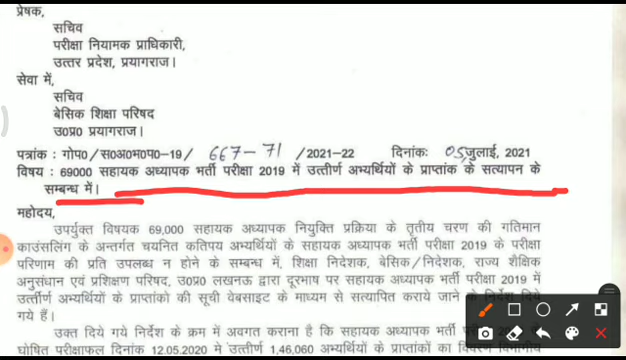 प्रेषक,
सचिव
परीक्षा नियामक प्राधिकारी,
उत्तर प्रदेश, प्रयागराज।
सेवा में,
सचिव
बेसिक शिक्षा परिषद
उ0प्र0 प्रयागराज।
पत्रांक : गोप0/स0अ0भ0प0-19/ 667-71 /2021-22 दिनांकः 05,जुलाई, 2021
विषय : 69000 सहायक अध्यापक भर्ती परीक्षा 2019 में उर्त्तीण अभ्यर्थियों के प्राप्तांक के सत्यापन के
सम्बन्ध में।
महोदय,
उपर्युक्त विषयक 69,000 सहायक अध्यापक नियुक्ति प्रक्रिया के तृतीय चरण की गतिमान
काउंसलिंग के अन्तर्गत चयनित कतिपय अभ्यर्थियों के सहायक अध्यापक भर्ती परीक्षा 2019 के परीक्षा
परिणाम की प्रति उपलब्ध न होने के सम्बन्ध में, शिक्षा निदेशक, बेसिक/निदेशक, राज्य शैक्षिक
अनुसंधान एवं प्रशिक्षण परिषद, उ0प्र0 लखनऊ द्वारा दूरभाष पर सहायक अध्यापक भर्ती परीक्षा 2019 में
उर्त्तीर्ण अभ्यर्थियों के प्राप्तांको की सूची वेबसाइट के माध्यम से सत्यापित कराये जाने के निर्देश दिये
गये हैं।
उक्त दिये गये निर्देश के क्रम में अवगत कराना है कि सहायक अध्यापक भर्ती
घोषित परीक्षाफल दिनांक 12.05.2020 मे उर्त्तीर्ण 1,46,060 अभ्यर्थियों के प्राप्तांकों का